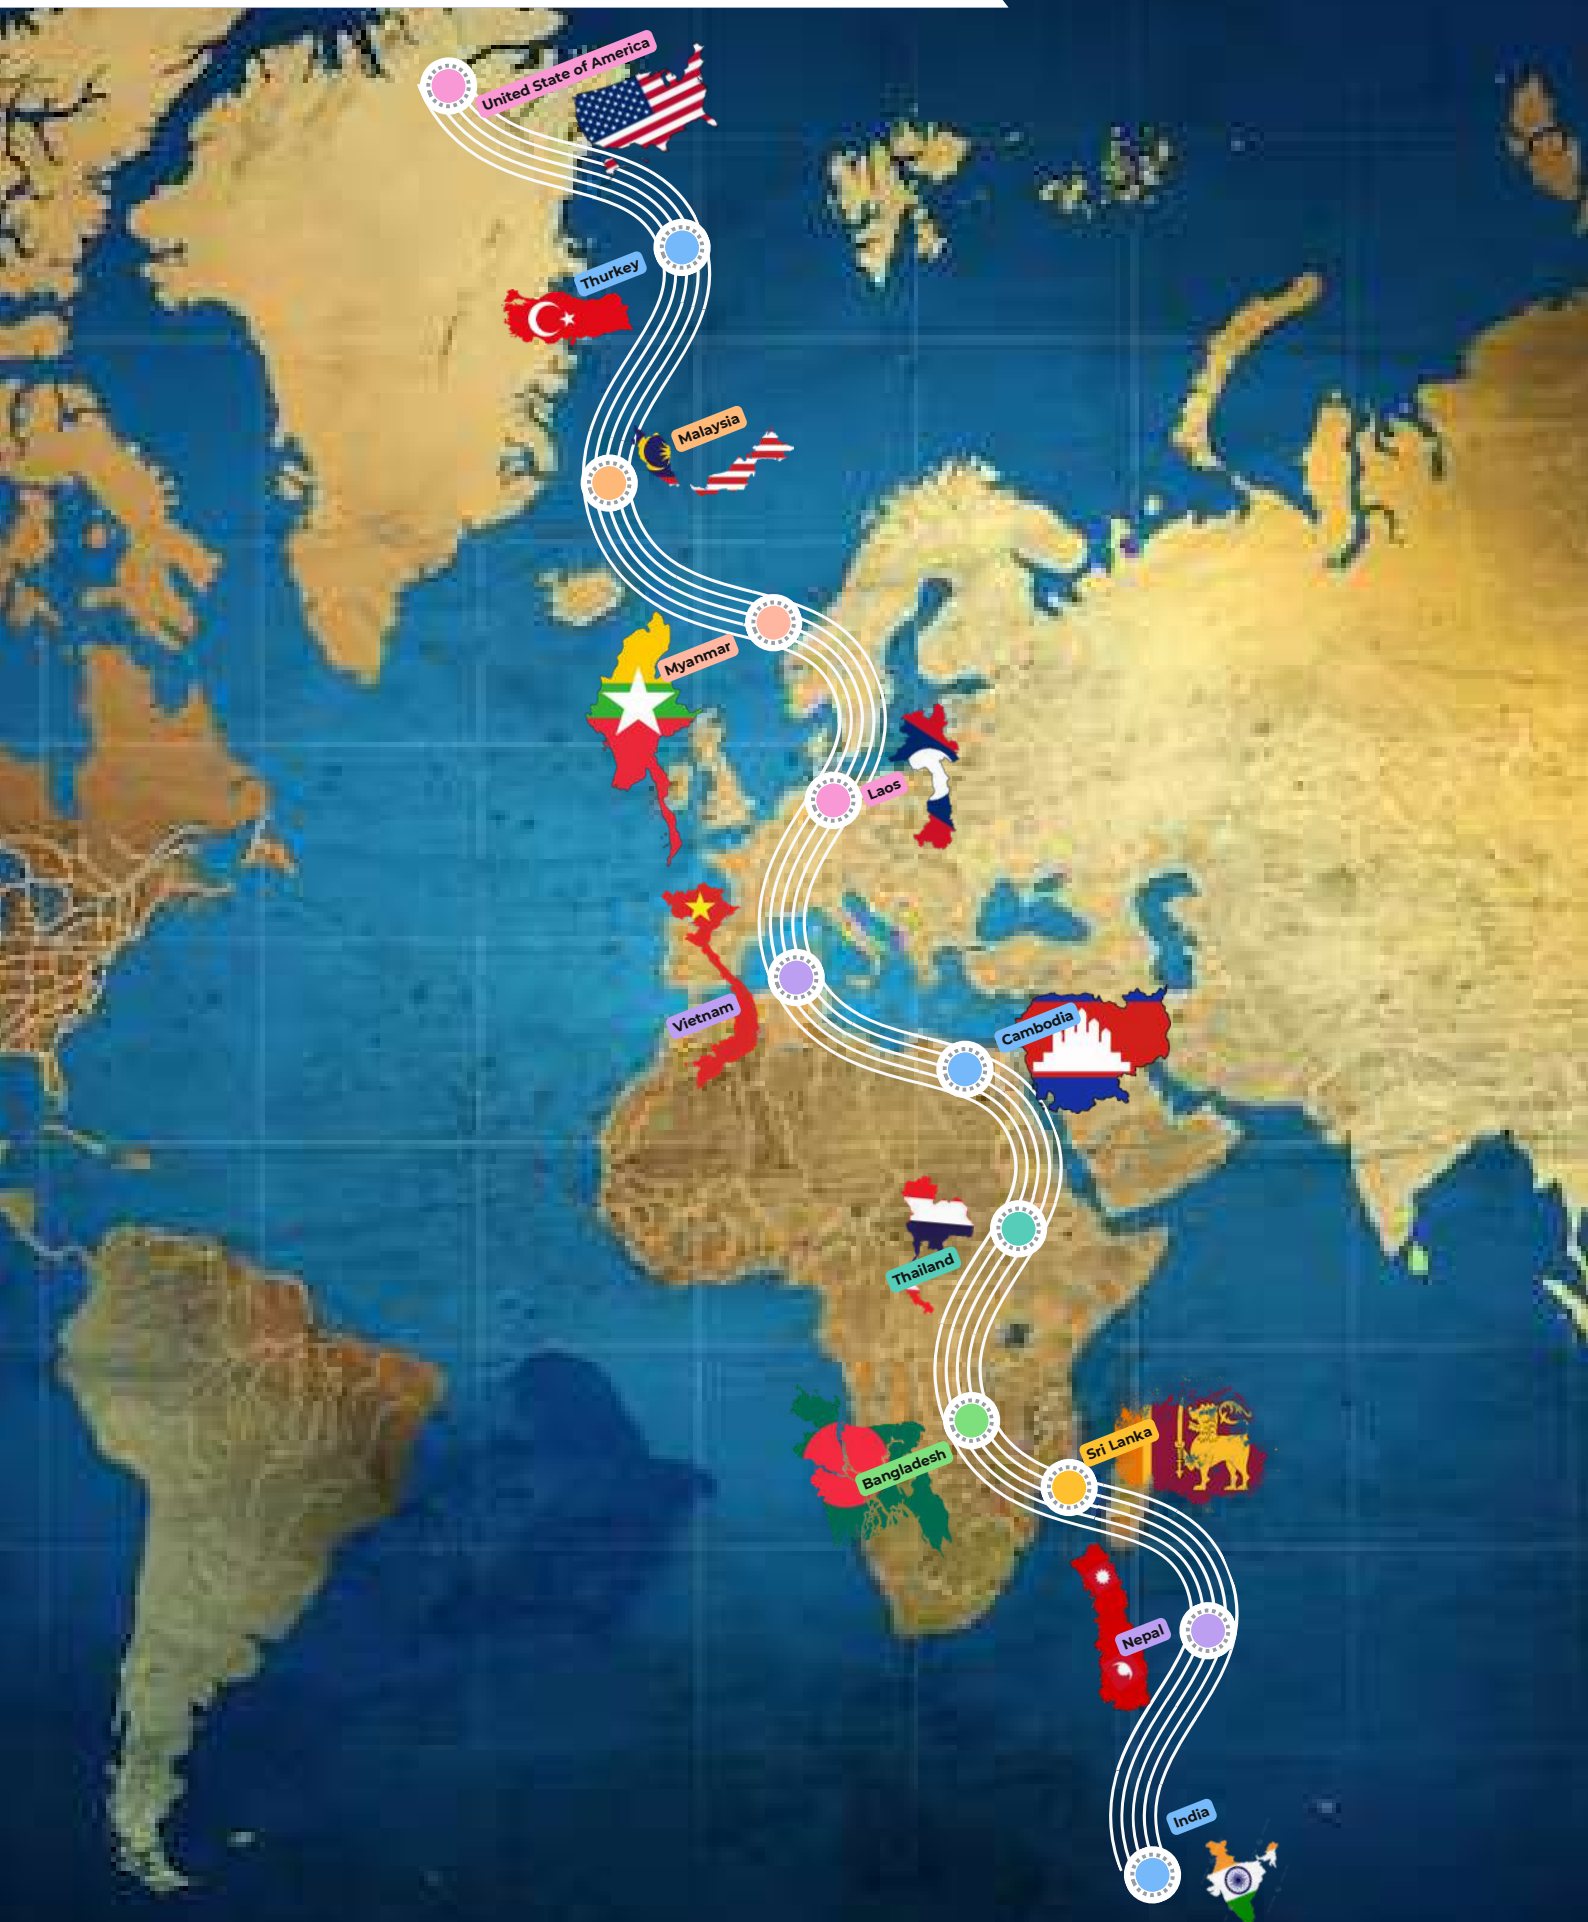 United State of America
Thurkey
Malaysia
Myanmar
Laos
Vietnam
Cambodia
Thailand
Bangladesh
Sri Lanka
Nepal
India